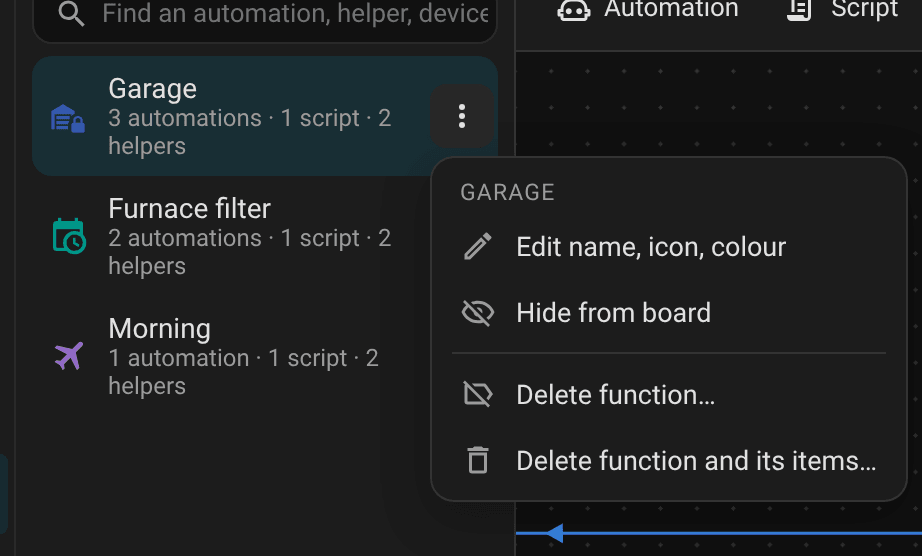 Find an automation, helper, device
Automation
Script
Garage
3 automations · 1 script · 2
helpers
Furnace filter
2 automations · 1 script · 2
helpers
Morning
1 automation · 1 script · 2
helpers
GARAGE
Edit name, icon, colour
Hide from board
Delete function…
Delete function and its items…